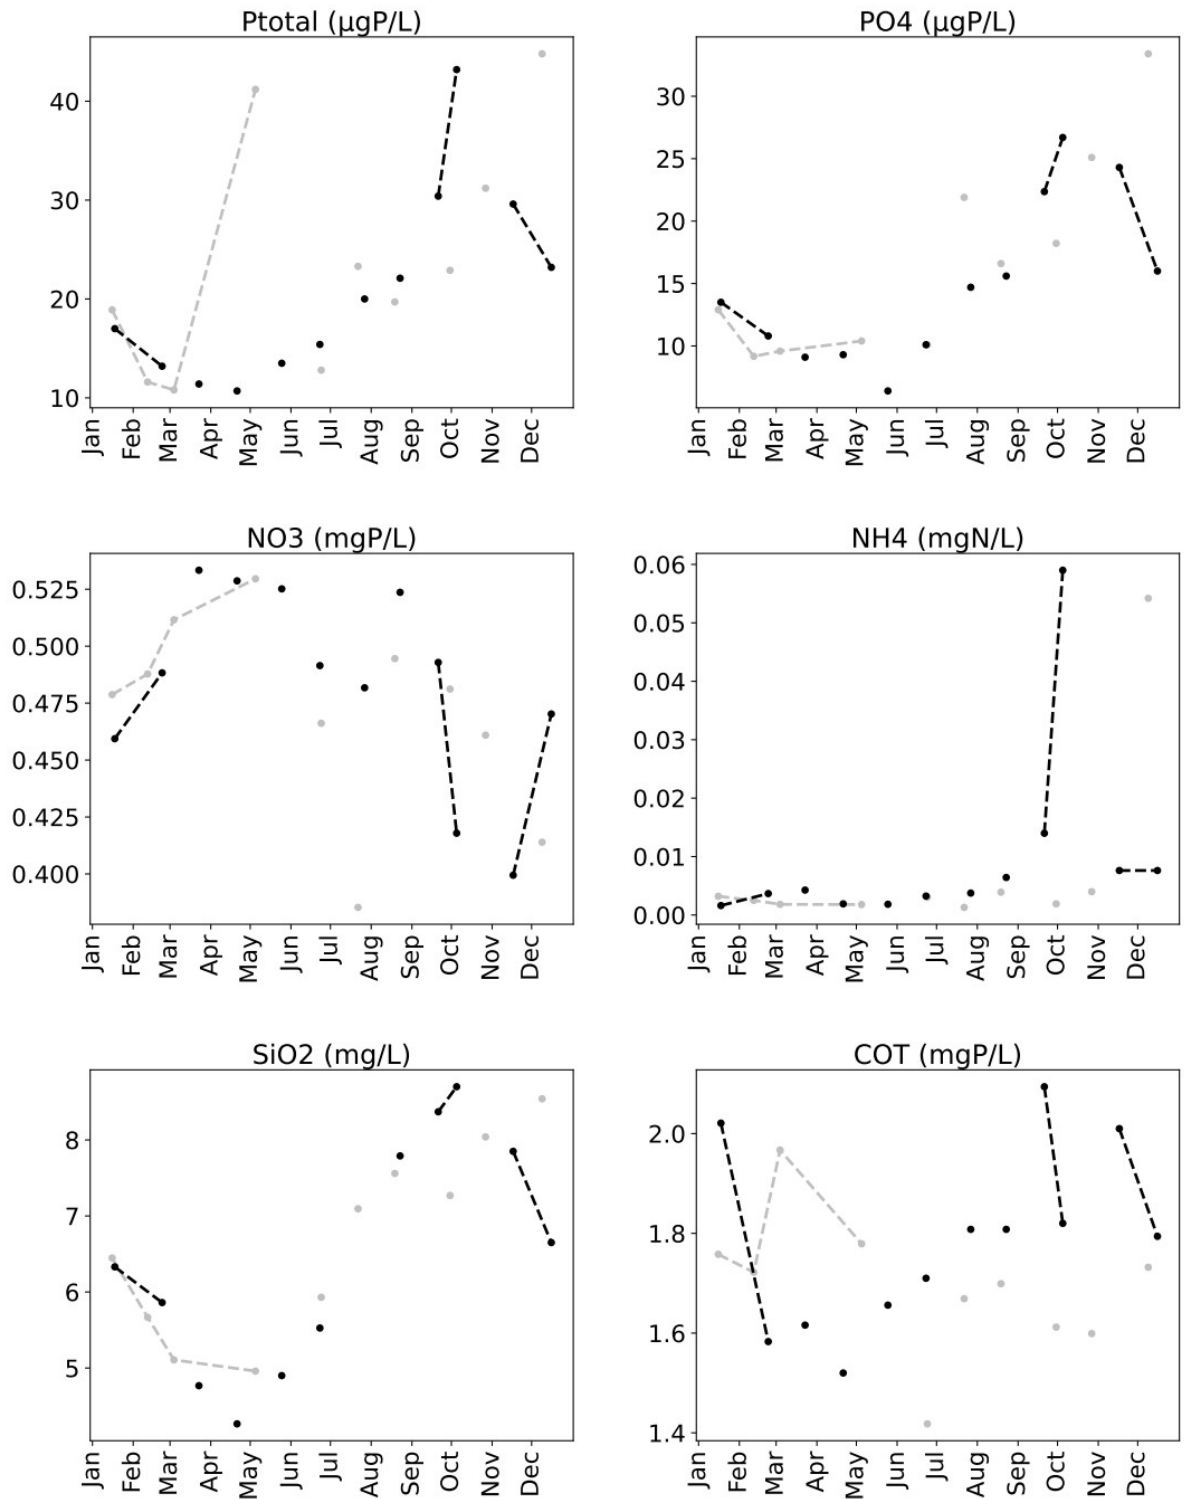 Ptotal (µgP/L)
40
30
20
10
Jan Feb Mar Apr May Jun Jul Aug Sep Oct Nov Dec
PO4 (µgP/L)
30
25
20
15
10
Jan Feb Mar Apr May Jun Jul Aug Sep Oct Nov Dec
NO3 (mgP/L)
0.525
0.500
0.475
0.450
0.425
0.400
Jan Feb Mar Apr May Jun Jul Aug Sep Oct Nov Dec
NH4 (mgN/L)
0.06
0.05
0.04
0.03
0.02
0.01
0.00
Jan Feb Mar Apr May Jun Jul Aug Sep Oct Nov Dec
SiO2 (mg/L)
8
7
6
5
Jan Feb Mar Apr May Jun Jul Aug Sep Oct Nov Dec
COT (mgP/L)
2.0
1.8
1.6
1.4
Jan Feb Mar Apr May Jun Jul Aug Sep Oct Nov Dec